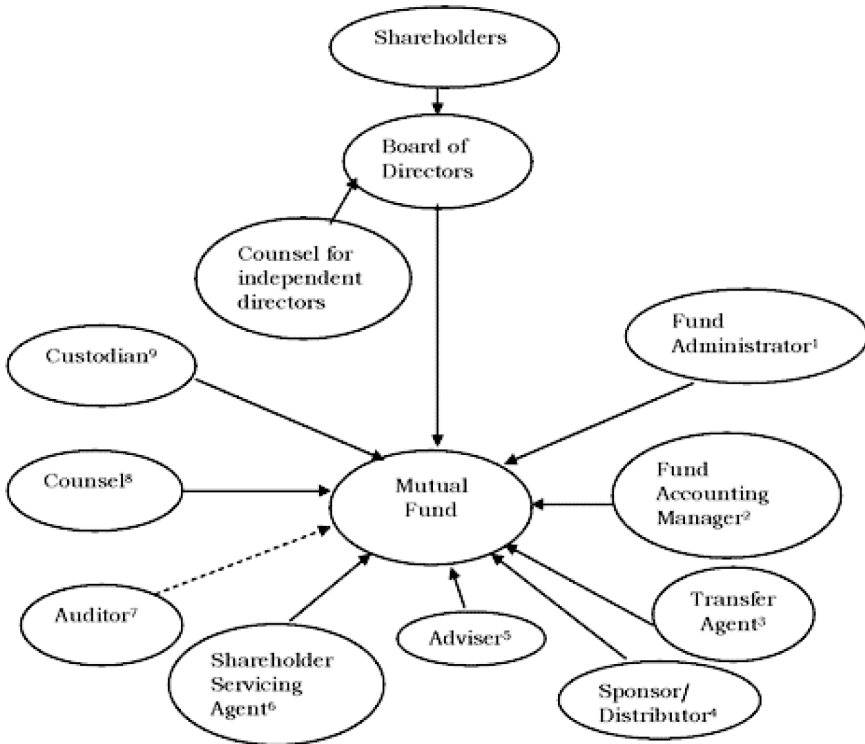 Shareholders
Board of
Directors
Counsel for
independent
directors
Fund
Administrator¹
Custodian⁹
Mutual
Fund
Counsel⁸
Fund
Accounting
Manager²
Auditor⁷
Transfer
Agent³
Adviser⁵
Shareholder
Servicing
Agent⁶
Sponsor/
Distributor⁴